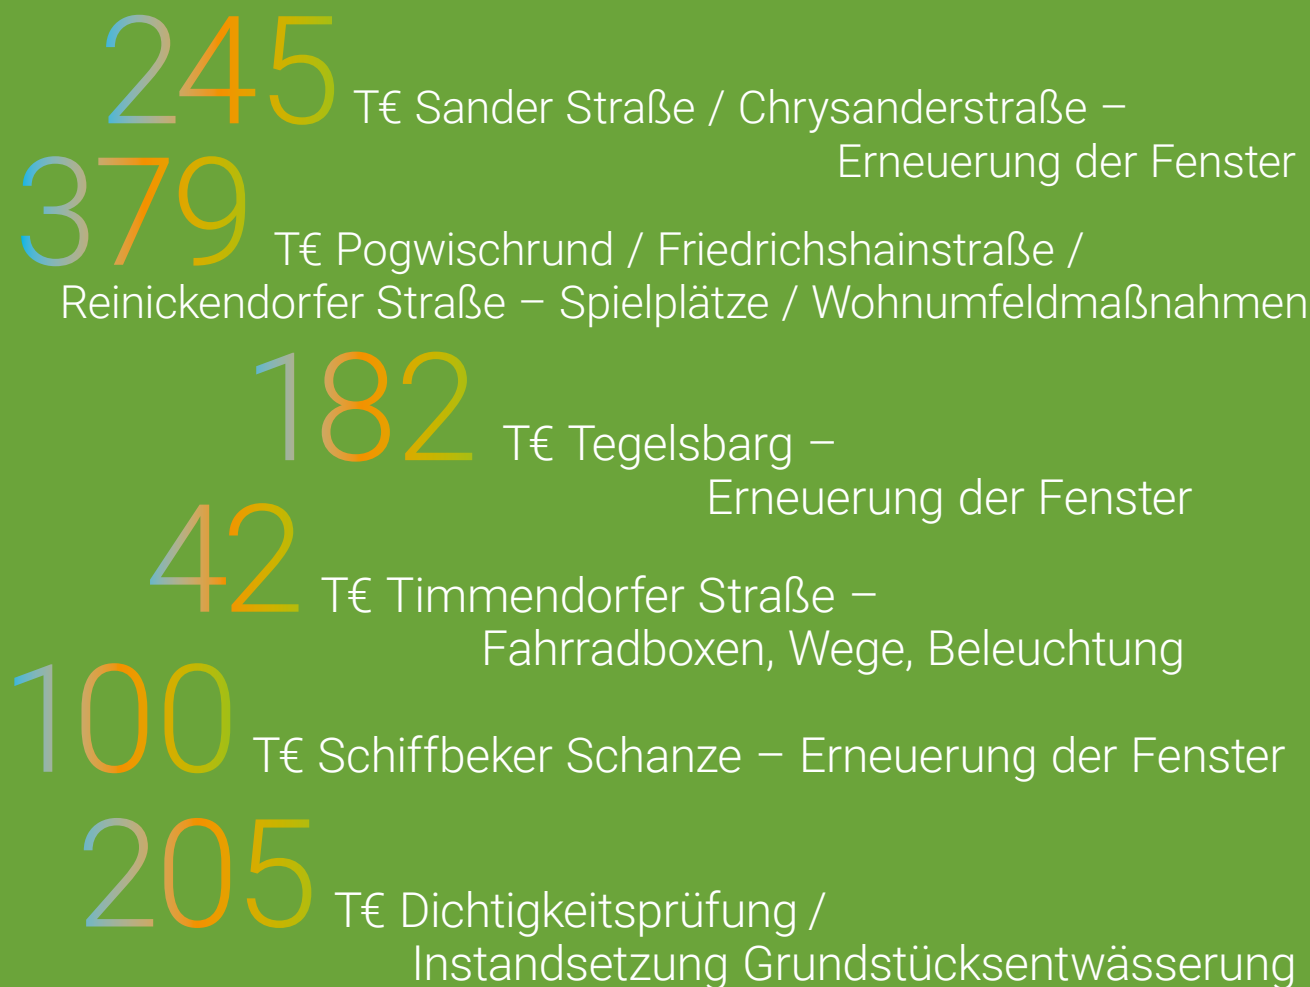 245 T€ Sander Straße / Chrysanderstraße –
Erneuerung der Fenster
379 T€ Pogwischrund / Friedrichshainstraße /
Reinickendorfer Straße – Spielplätze / Wohnumfeldmaßnahmen
182 T€ Tegelsbarg –
Erneuerung der Fenster
42 T€ Timmendorfer Straße –
Fahrradboxen, Wege, Beleuchtung
100 T€ Schiffbeker Schanze – Erneuerung der Fenster
205 T€ Dichtigkeitsprüfung /
Instandsetzung Grundstücksentwässerung